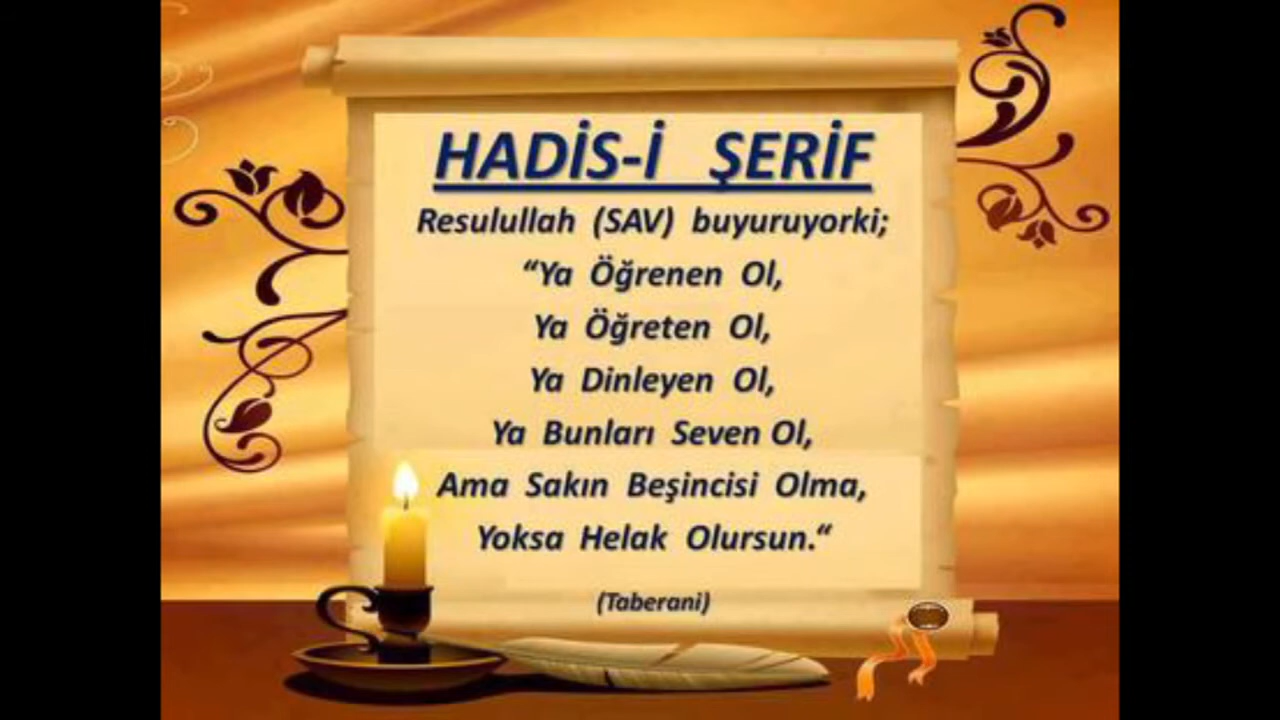 HADİS-İ ŞERİF
Resulullah (SAV) buyuruyorki;
“Ya Öğrenen Ol,
Ya Öğreten Ol,
Ya Dinleyen Ol,
Ya Bunları Seven Ol,
Ama Sakın Beşincisi Olma,
Yoksa Helak Olursun.“
(Taberani)